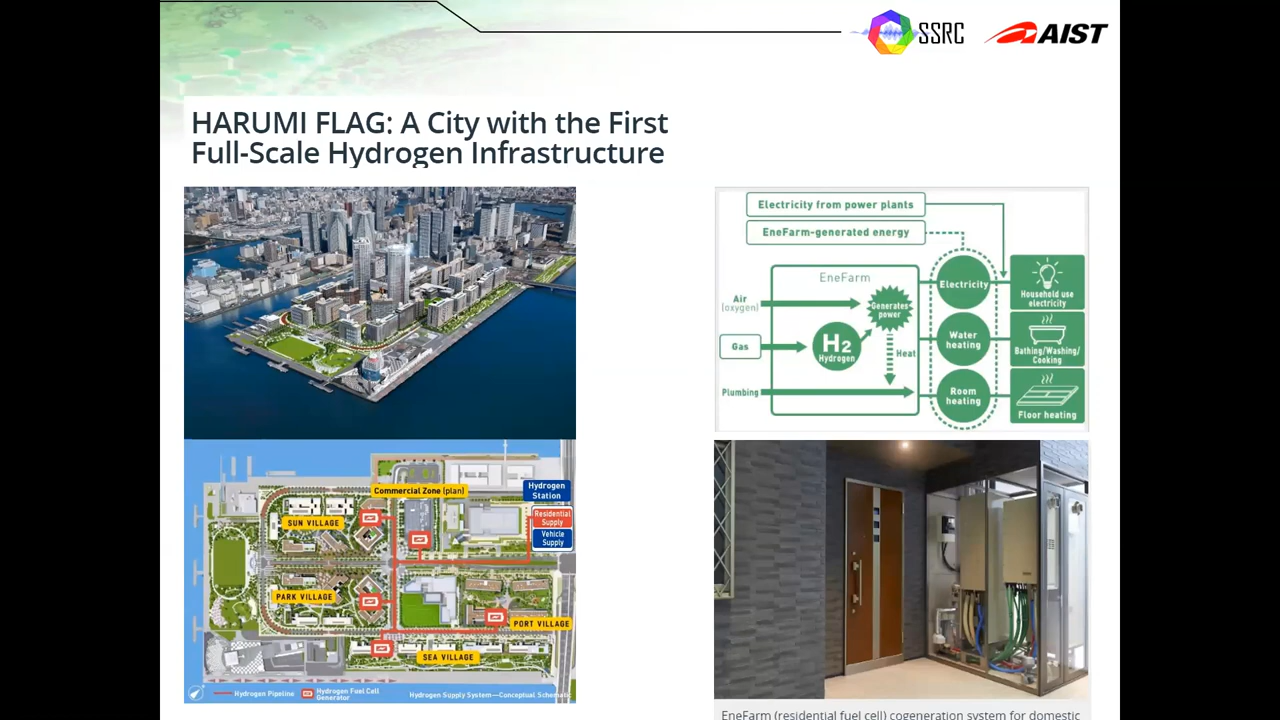 SSRC
AIST
HARUMI FLAG: A City with the First
Full-Scale Hydrogen Infrastructure
Electricity from power plants
EneFarm-generated energy
EneFarm
Air
(oxygen)
Gas
Plumbing
H2
Hydrogen
Generates
power
Heat
Electricity
Water
heating
Room
heating
Household use
electricity
Bathing/Washing/
Cooking
Floor heating
Commercial Zone (plan)
Hydrogen
Station
Residential
Supply
Vehicle
Supply
SUN VILLAGE
PARK VILLAGE
PORT VILLAGE
SEA VILLAGE
Hydrogen Pipeline
Hydrogen Fuel Cell
Generator
Hydrogen Supply System—Conceptual Schematic
EneFarm (residential fuel cell) cogeneration system for domestic